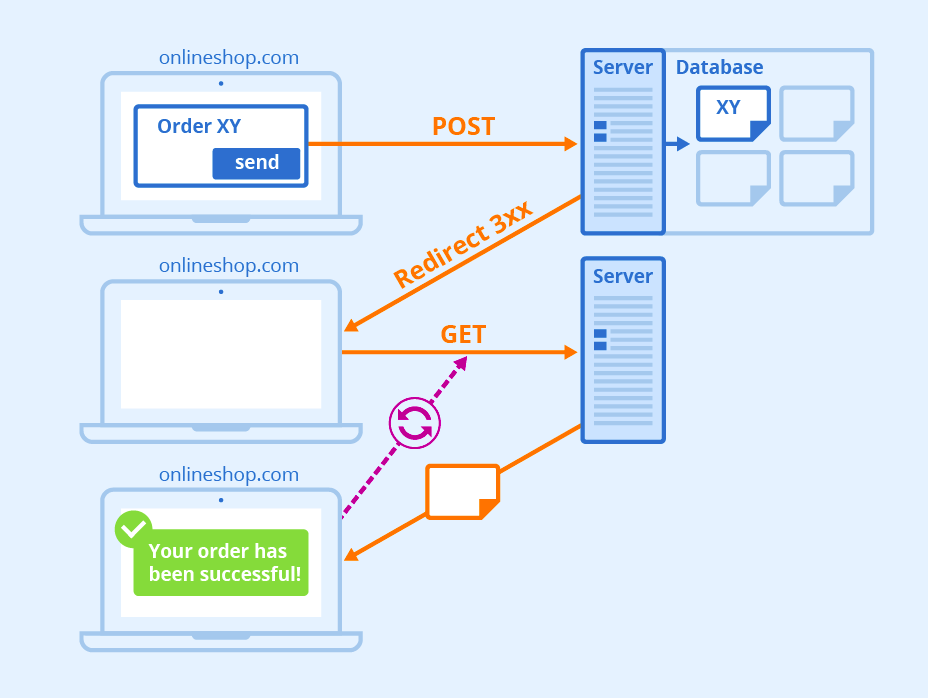 onlineshop.com
Server
Database
Order XY
send
POST
XY
Redirect 3xx
onlineshop.com
Server
GET
onlineshop.com
Your order has
been successful!